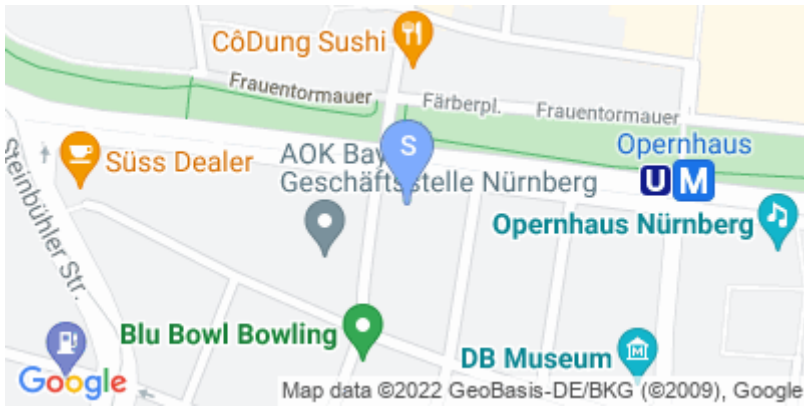 CôDung Sushi
Frauentormauer
Färberpl.
Frauentormauer
Opernhaus
U M
Süss Dealer
AOK Bay
S
Geschäftsstelle Nürnberg
Steinbühler Str.
Opernhaus Nürnberg
Blu Bowl Bowling
DB Museum
M
Google
Map data ©2022 GeoBasis-DE/BKG (©2009), Google